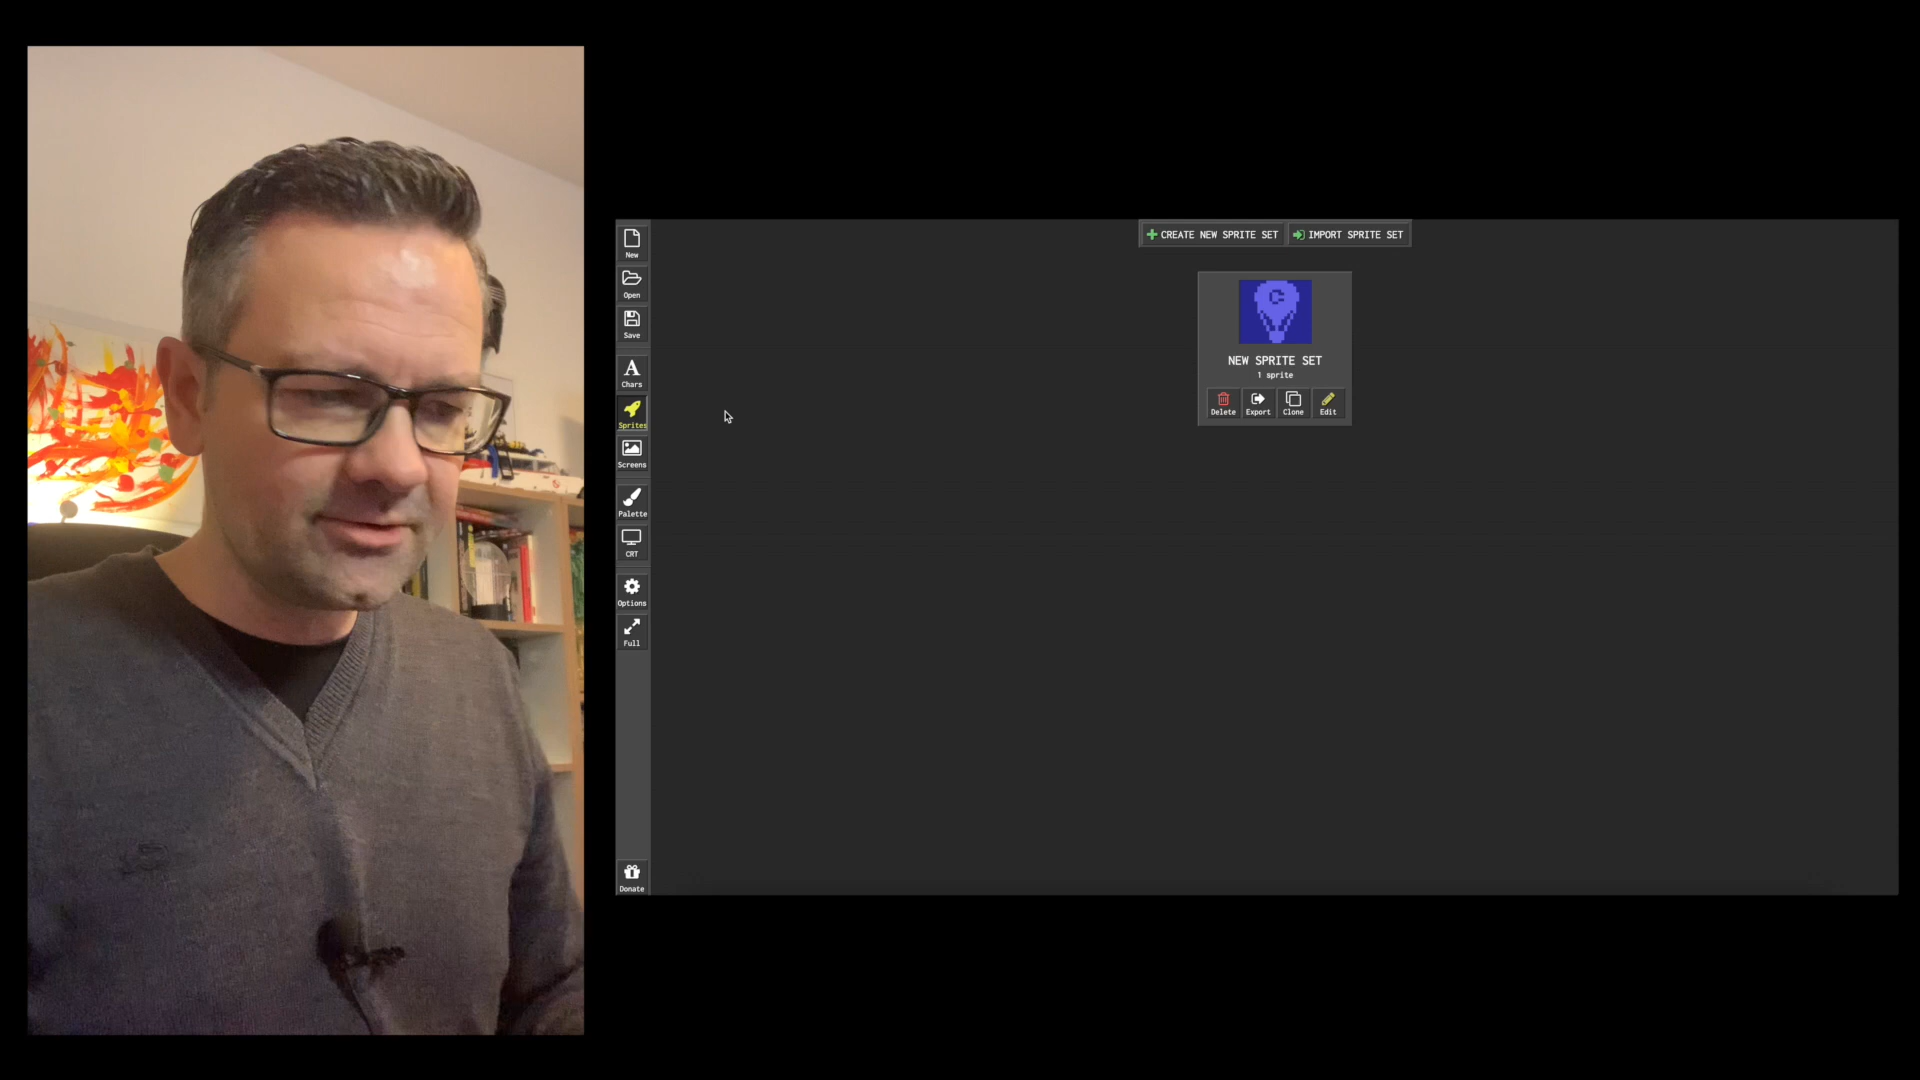 New
Open
Save
A
Chars
Sprites
Screens
Palette
CRT
Options
Full
Donate
CREATE NEW SPRITE SET
IMPORT SPRITE SET
C
NEW SPRITE SET
1 sprite
Delete
Export
Clone
Edit